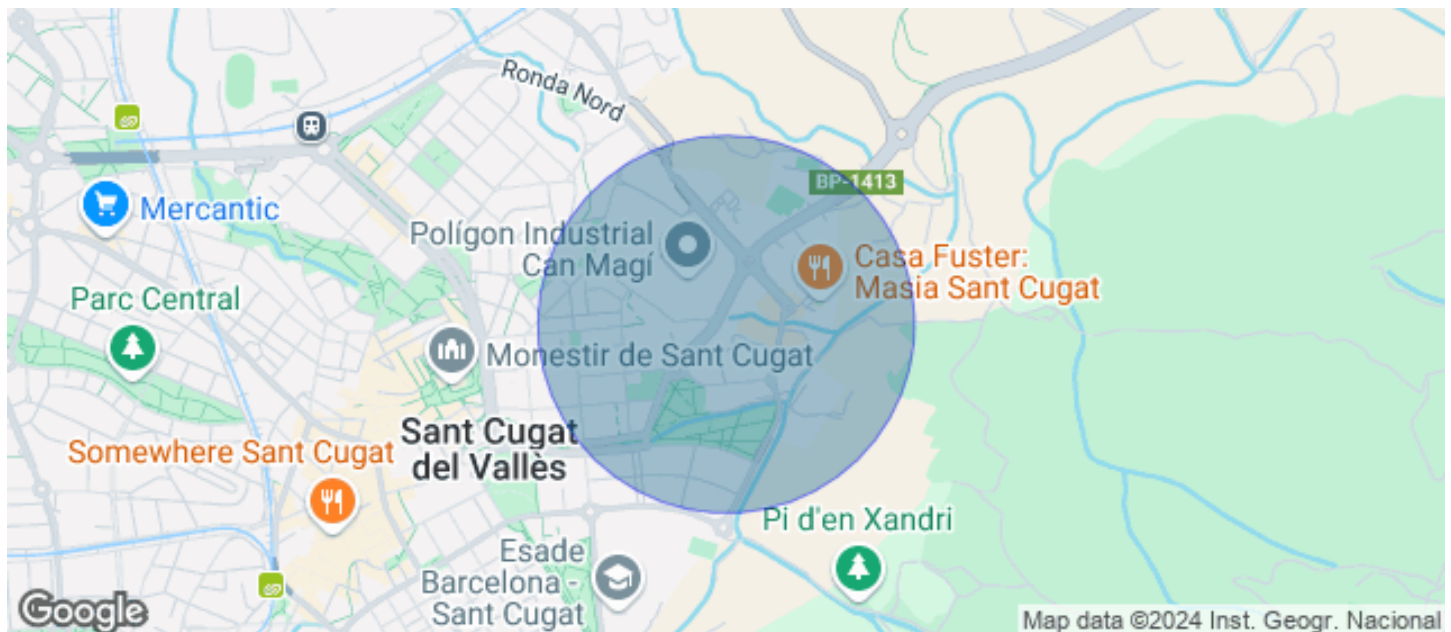 Ronda Nord
BP-1413
Mercantic
Polígon Industrial
Can Magí
Casa Fuster:
Masia Sant Cugat
Parc Central
Monestir de Sant Cugat
Sant Cugat
del Vallès
Somewhere Sant Cugat
Pi d'en Xandri
Esade
Barcelona -
Sant Cugat
Google
Map data ©2024 Inst. Geogr. Nacional